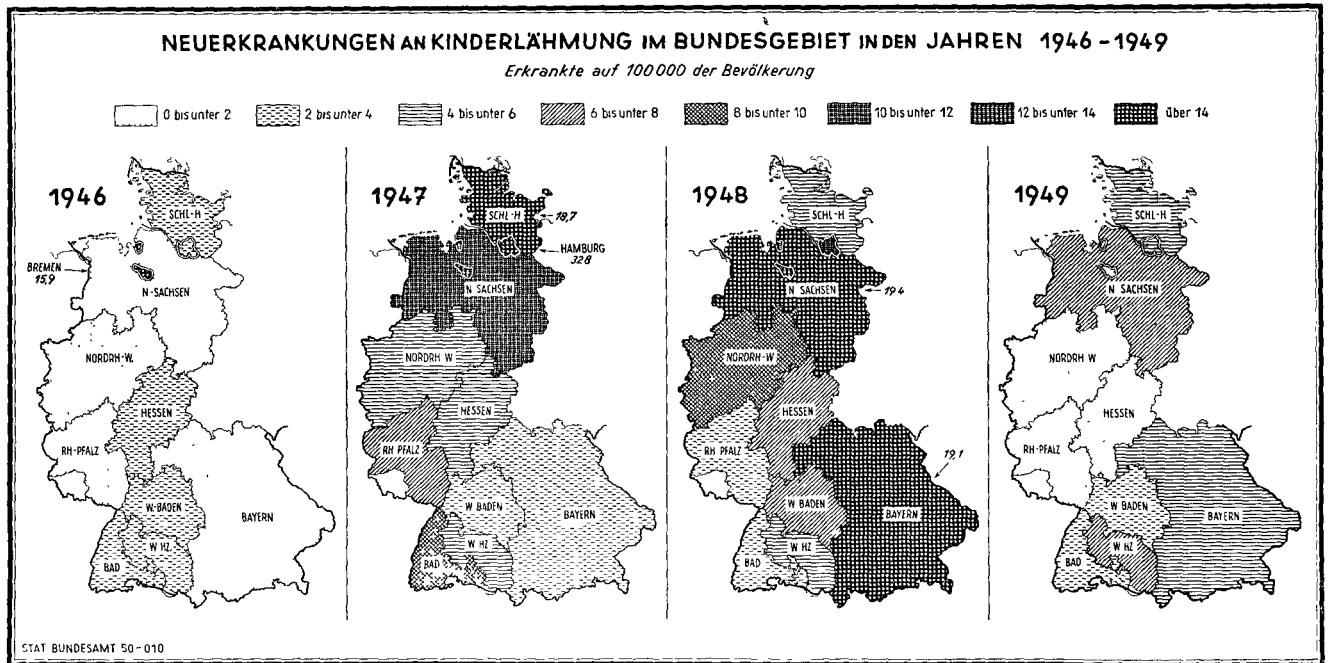 NEUERKRANKUNGEN AN KINDERLÄHMUNG IM BUNDESGEBIET IN DEN JAHREN 1946-1949
Erkrankte auf 100000 der Bevölkerung
0 bis unter 2
2 bis unter 4
4 bis unter 6
6 bis unter 8
8 bis unter 10
10 bis unter 12
12 bis unter 14
über 14
1946
SCHL-H
BREMEN
15,9
N-SACHSEN
NORDRH-W.
HESSEN
RH-PFALZ
W-BADEN
BAYERN
W HZ
BAD
1947
SCHL-H
18,7
HAMBURG
32 8
N SACHSEN
NORDRH W
HESSEN
RH PFALZ
W BADEN
BAYERN
W HZ
BAD
1948
SCHL-H
N SACHSEN
19 4
NORDRH-W
HESSEN
RH PFALZ
19,1
W BADEN
BAYERN
W HZ
BAD
1949
SCHL-H
N SACHSEN
NORDRH W
HESSEN
RH-PFALZ
W BADEN
BAYERN
W HZ
BAD
STAT BUNDESAMT 50-010